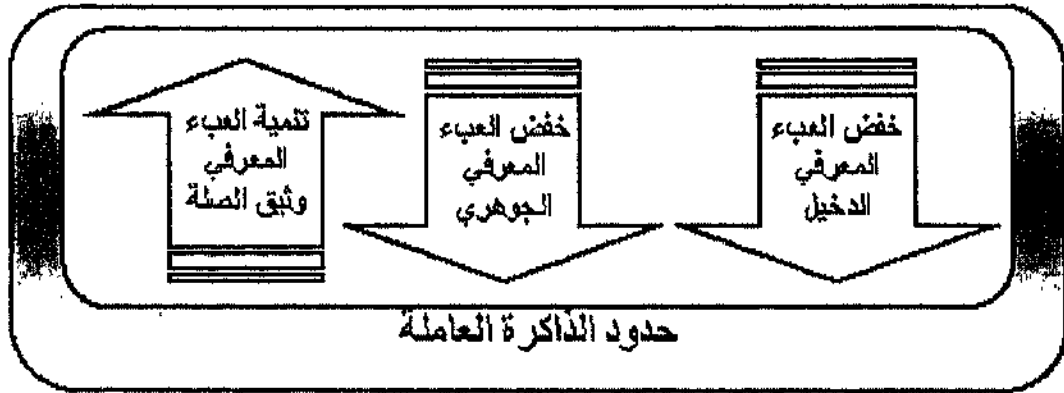 خفض العبء
المعرفي
الدخيل
خفض العبء
المعرفي
الجوهري
تنمية العبء
المعرفي
وثيق الصلة
حدود الذاكرة العاملة